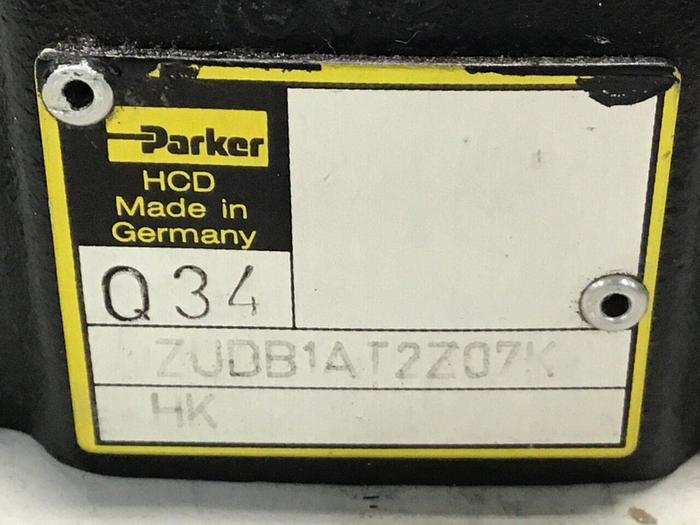 Parker
HCD
Made in
Germany
Q34
ZUDB1AT2Z07K
HK